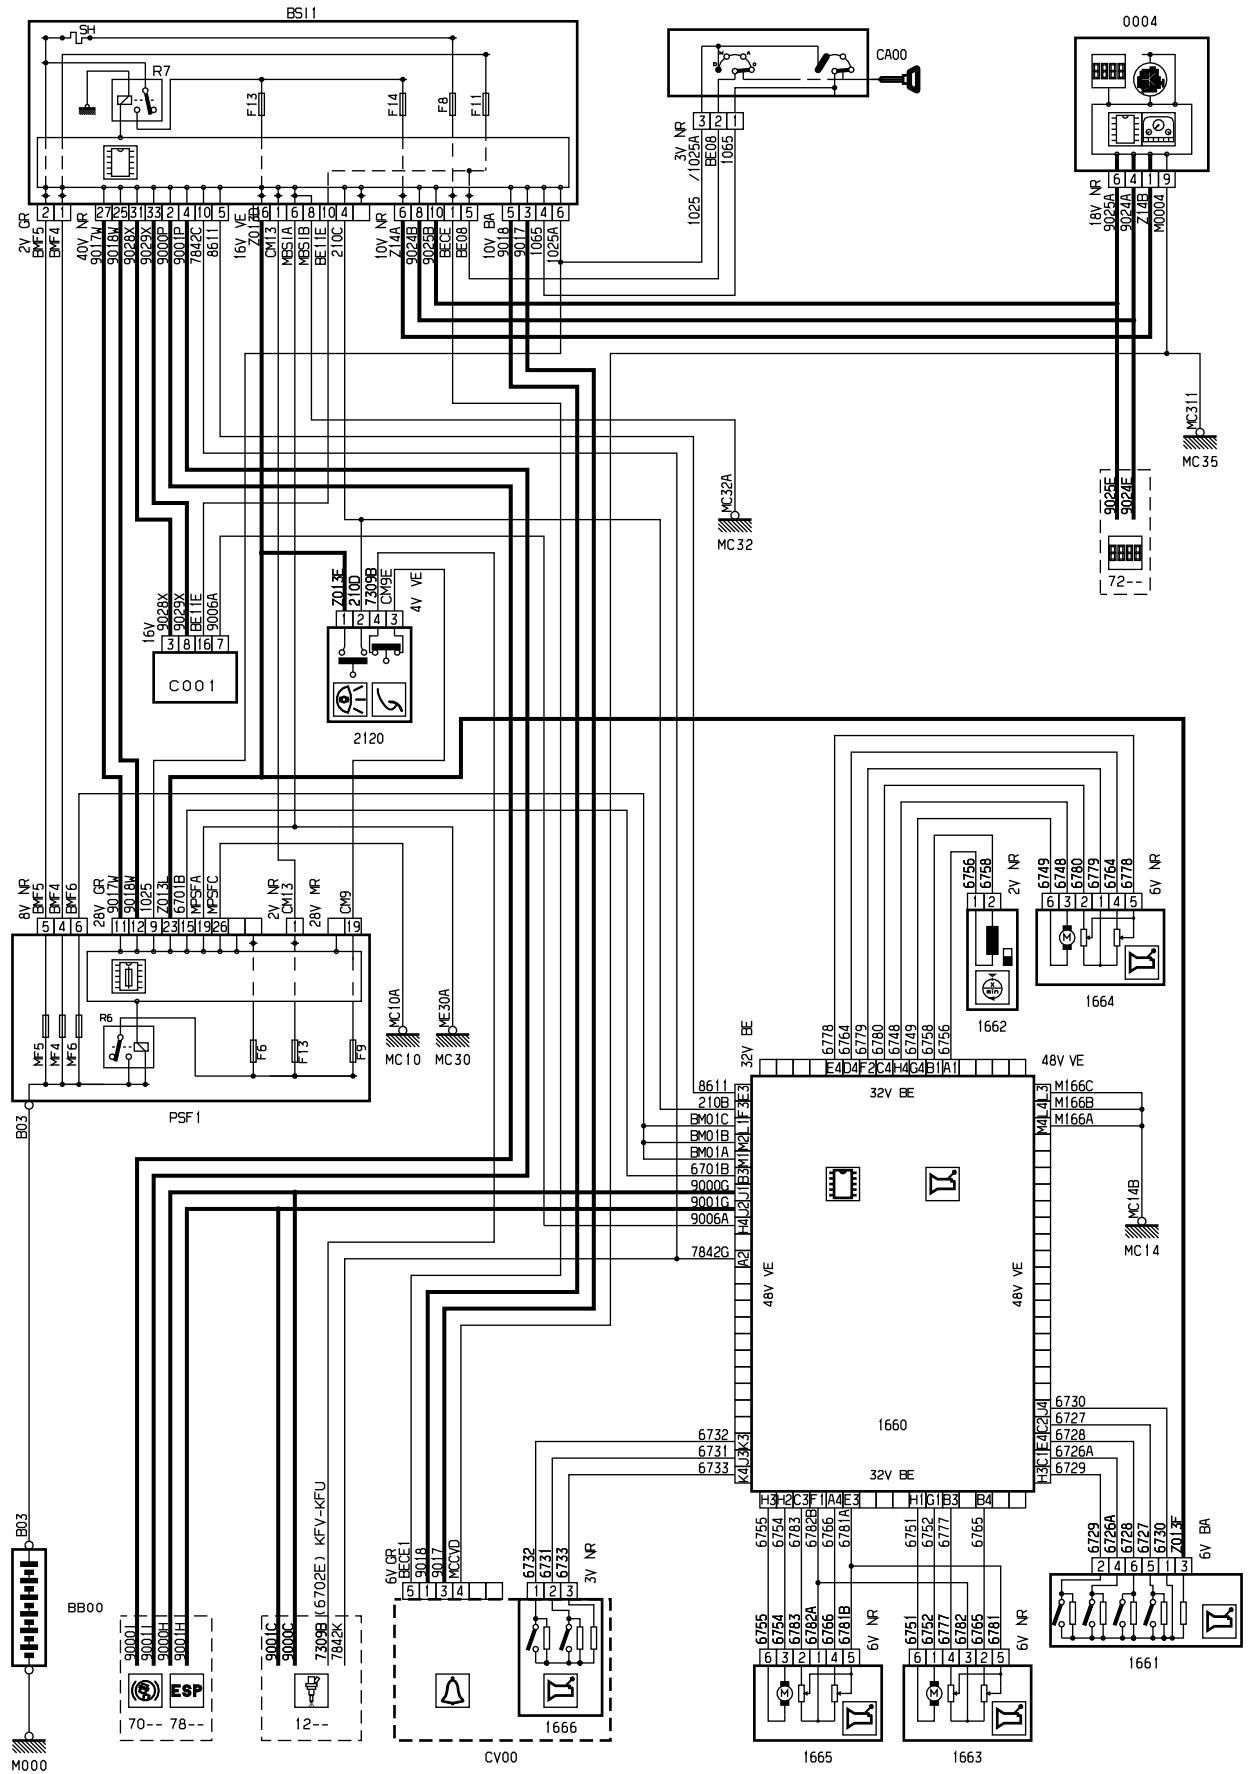 BSI1
SH
R7
F13
F14
F8
F11
2 1 27 25 31 33 2 4 10 5 16 1 6 8 10 4 6 8 10 1 5 5 3 4 6
2V GR
BMF5
BMF4
40V NR
9017W
9018W
9028X
9029X
9000P
9001P
7842C
8611
16V VE
CM13
MBS1A
MBS1B
BE11E
210C
10V NR
Z14A
9024B
9025B
BECE
BE08
10V BA
9018
9017
1065
1025A
CA00
3 2 1
3V NR
1025 /1025A
BE08
1065
0004
6 4 1 9
18V NR
9025A
9024A
Z14B
M0004
MC311
MC35
MC32A
MC32
9025E
9024E
72--
16V
9028X
9029X
BE11E
9006A
3 8 16 7
C001
Z013E
210D
7309B
CM9E
4V VE
1 2 4 3
2120
8V NR
BMF5
BMF4
BMF6
28V GR
9017W
9018W
1025
Z013L
6701B
MPSFA
MPSFC
2V NR
CM13
28V MR
CM9
5 4 6 11 12 9 23 15 19 26 1 19
MF5
MF4
MF6
R6
F6
F13
F9
PSF1
MC10A
MC10
ME30A
MC30
B03
B03
BB00
M000
6756
6758
2V NR
1 2
1662
6749
6748
6780
6779
6764
6778
6V NR
6 3 2 1 4 5
M
1664
32V BE
6778
6764
6779
6780
6748
6749
6758
6756
48V VE
E4 D4 F2 C4 H4 G4 B1 A1
32V BE
8611 E3
210B F3
BM01C L1
BM01B M2
BM01A M1
6701B B3
9000G J1
9001G J2
9006A H4
7842G A2
L3 M166C
L4 M166B
M4 M166A
MC14B
MC14
48V VE
48V VE
1660
32V BE
6732 K3
6731 J3
6733 K4
J4 6730
C2 6727
E4 6728
C1 6726A
H3 6729
H3 H2 C3 F1 A4 E3 H1 G1 B3 B4
6755
6754
6783
6782B
6766
6781A
6751
6752
6777
6765
6729
6726A
6728
6727
6730
Z013F
6V BA
2 4 6 5 1 3
1661
9000I
9001I
9000H
9001H
ESP
70--
78--
9001C
9000C
7309B (6702E) KFV-KFU
7842K
12--
6V GR
BECE1
9018
9017
MCCVD
5 1 3 4
CV00
6732
6731
6733
3V NR
1 2 3
1666
6755
6754
6783
6782A
6766
6781B
6V NR
6 3 2 1 4 5
M
1665
6751
6752
6777
6782
6765
6781
6V NR
6 1 4 3 2 5
M
1663